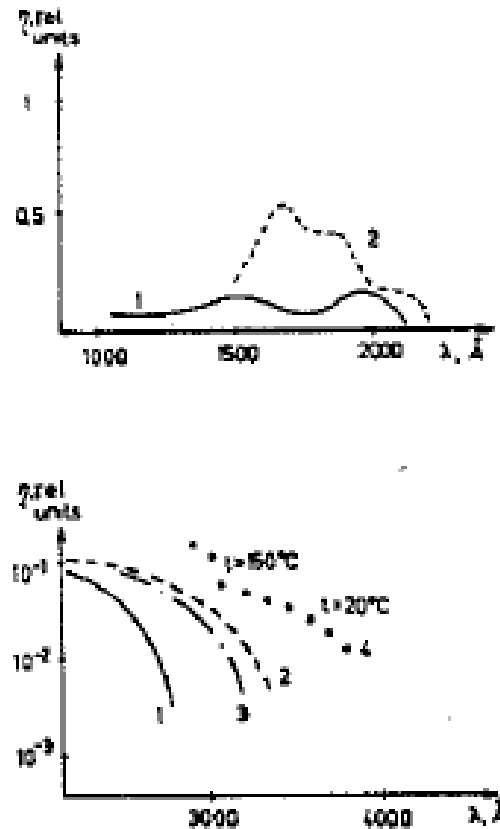 η, rel
units
1
0,5
1
2
1000
1500
2000
λ, Å
η, rel
units
10⁻¹
t=150°C
t=20°C
10⁻²
4
2
1
3
10⁻³
3000
4000
λ,